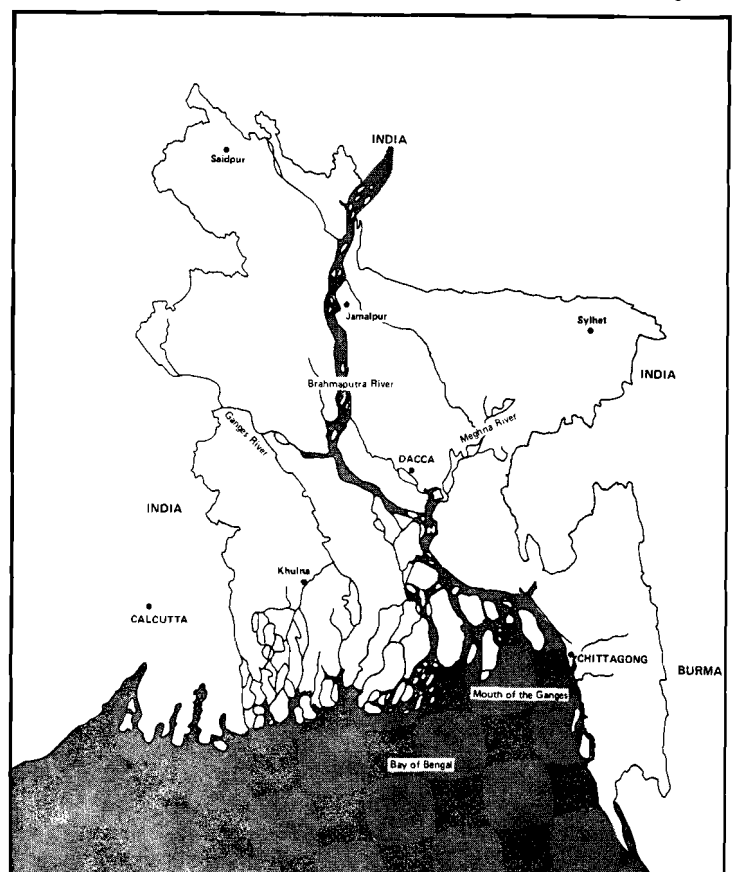 INDIA
Saidpur
Jamalpur
Sylhet
INDIA
Brahmaputra River
Ganges River
Meghna River
DACCA
INDIA
Khulna
CALCUTTA
CHITTAGONG
BURMA
Mouth of the Ganges
Bay of Bengal